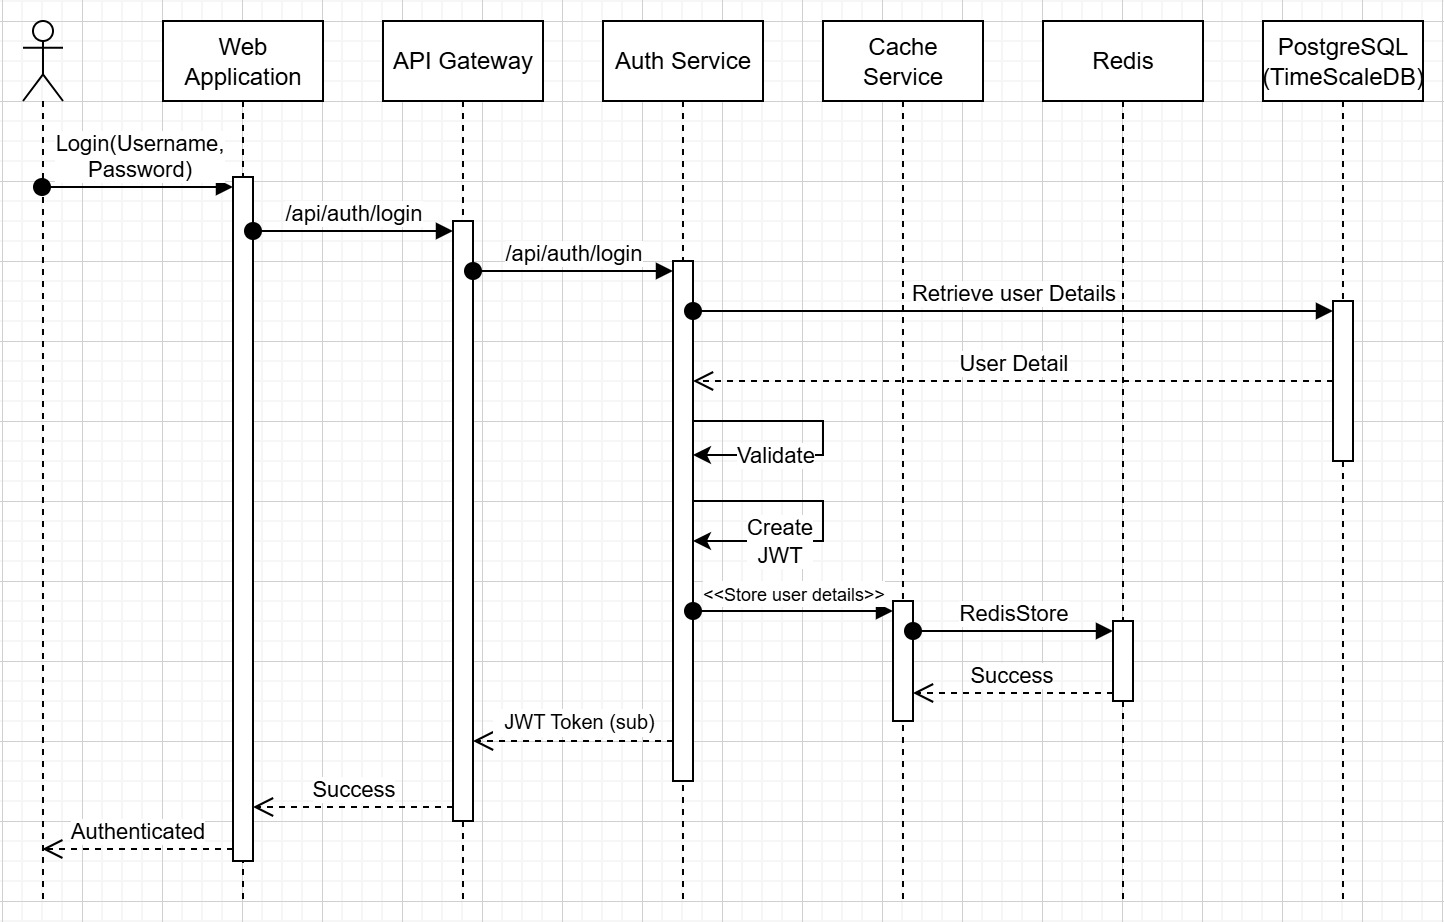 Web
Application
API Gateway
Auth Service
Cache
Service
Redis
PostgreSQL
(TimeScaleDB)
Login(Username,
Password)
/api/auth/login
/api/auth/login
Retrieve user Details
User Detail
Validate
Create
JWT
<<Store user details>>
RedisStore
Success
JWT Token (sub)
Success
Authenticated